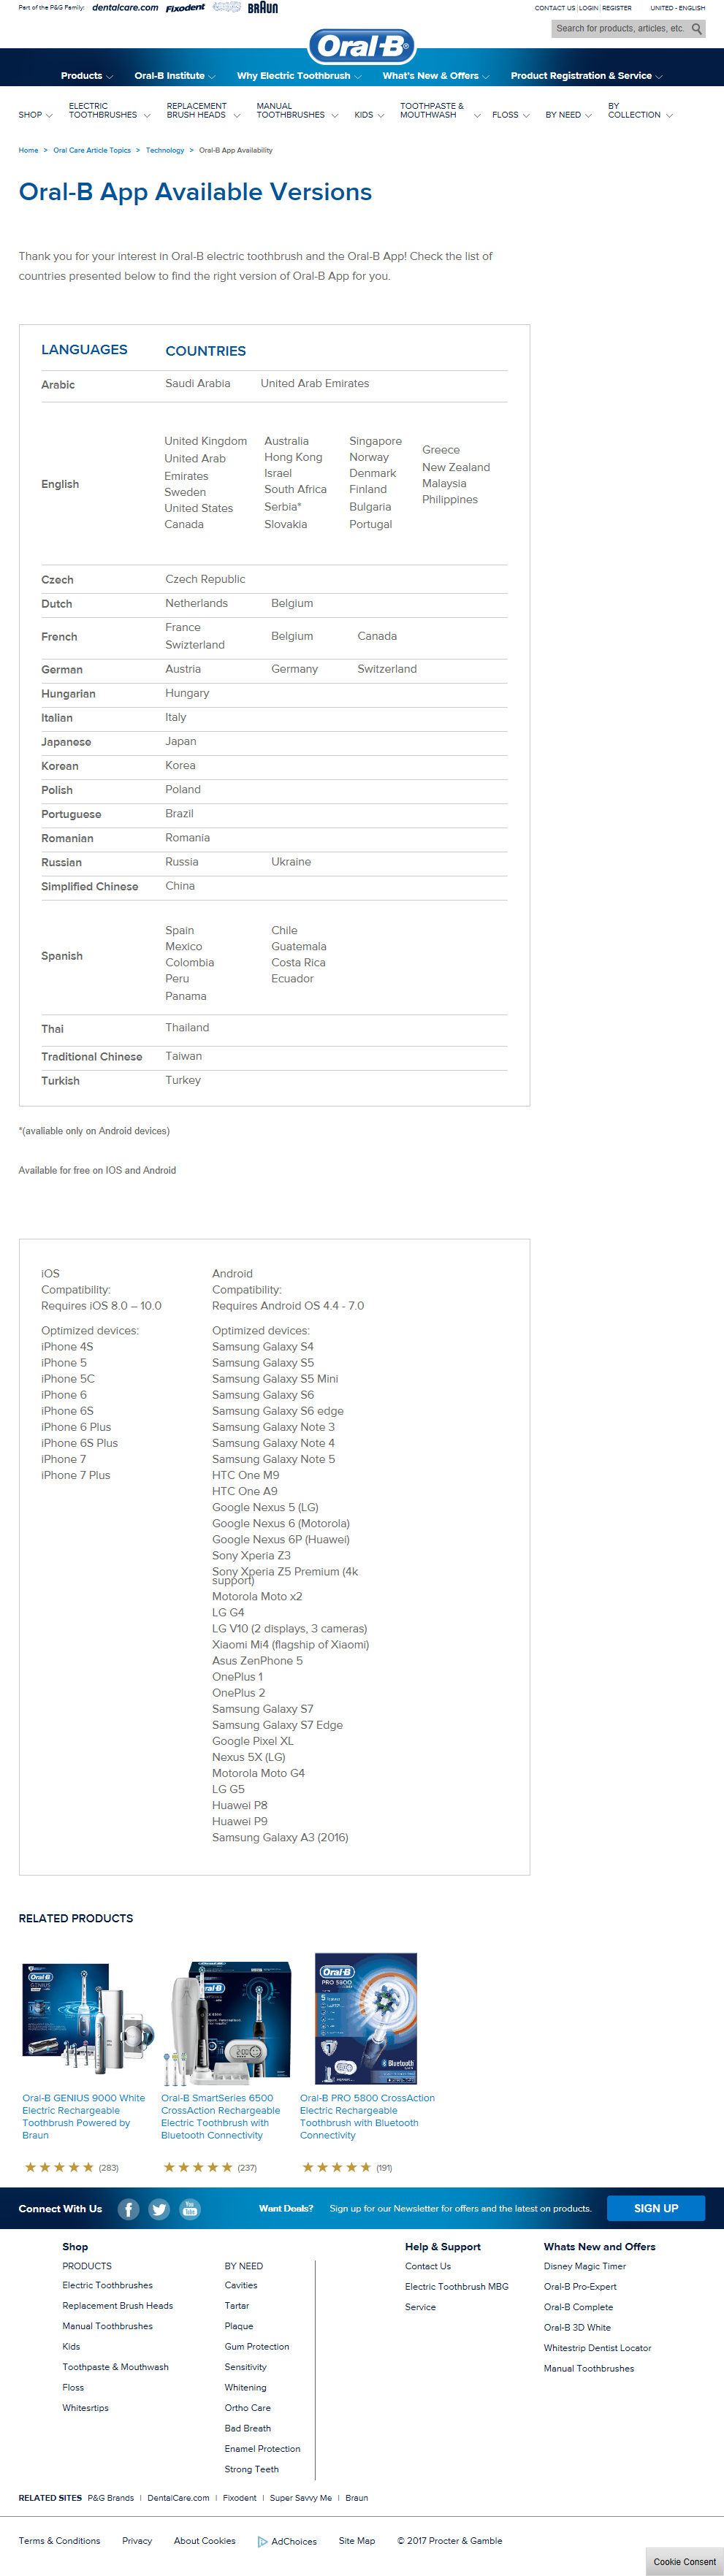 Part of the P&G Family: dentalcare.com Fixodent BRAUN
CONTACT US | LOGIN | REGISTER UNITED - ENGLISH
Search for products, articles, etc.
Oral-B®
Products Oral-B Institute Why Electric Toothbrush What's New & Offers Product Registration & Service
SHOP ELECTRIC TOOTHBRUSHES REPLACEMENT BRUSH HEADS MANUAL TOOTHBRUSHES KIDS TOOTHPASTE & MOUTHWASH FLOSS BY NEED BY COLLECTION
Home > Oral Care Article Topics > Technology > Oral-B App Availability
Oral-B App Available Versions
Thank you for your interest in Oral-B electric toothbrush and the Oral-B App! Check the list of
countries presented below to find the right version of Oral-B App for you.
LANGUAGES COUNTRIES
Arabic Saudi Arabia United Arab Emirates
English
United Kingdom
United Arab
Emirates
Sweden
United States
Canada
Australia
Hong Kong
Israel
South Africa
Serbia*
Slovakia
Singapore
Norway
Denmark
Finland
Bulgaria
Portugal
Greece
New Zealand
Malaysia
Philippines
Czech Czech Republic
Dutch Netherlands Belgium
French
France
Swizterland
Belgium Canada
German Austria Germany Switzerland
Hungarian Hungary
Italian Italy
Japanese Japan
Korean Korea
Polish Poland
Portuguese Brazil
Romanian Romania
Russian Russia Ukraine
Simplified Chinese China
Spanish
Spain
Mexico
Colombia
Peru
Panama
Chile
Guatemala
Costa Rica
Ecuador
Thai Thailand
Traditional Chinese Taiwan
Turkish Turkey
*(avaliable only on Android devices)
Available for free on IOS and Android
iOS
Compatibility:
Requires iOS 8.0 – 10.0
Optimized devices:
iPhone 4S
iPhone 5
iPhone 5C
iPhone 6
iPhone 6S
iPhone 6 Plus
iPhone 6S Plus
iPhone 7
iPhone 7 Plus
Android
Compatibility:
Requires Android OS 4.4 - 7.0
Optimized devices:
Samsung Galaxy S4
Samsung Galaxy S5
Samsung Galaxy S5 Mini
Samsung Galaxy S6
Samsung Galaxy S6 edge
Samsung Galaxy Note 3
Samsung Galaxy Note 4
Samsung Galaxy Note 5
HTC One M9
HTC One A9
Google Nexus 5 (LG)
Google Nexus 6 (Motorola)
Google Nexus 6P (Huawei)
Sony Xperia Z3
Sony Xperia Z5 Premium (4k
support)
Motorola Moto x2
LG G4
LG V10 (2 displays, 3 cameras)
Xiaomi Mi4 (flagship of Xiaomi)
Asus ZenPhone 5
OnePlus 1
OnePlus 2
Samsung Galaxy S7
Samsung Galaxy S7 Edge
Google Pixel XL
Nexus 5X (LG)
Motorola Moto G4
LG G5
Huawei P8
Huawei P9
Samsung Galaxy A3 (2016)
RELATED PRODUCTS
Oral-B
GENIUS
Oral-B
Oral-B
PRO 5800
Bluetooth
Oral-B GENIUS 9000 White
Electric Rechargeable
Toothbrush Powered by
Braun
(283)
Oral-B SmartSeries 6500
CrossAction Rechargeable
Electric Toothbrush with
Bluetooth Connectivity
(237)
Oral-B PRO 5800 CrossAction
Electric Rechargeable
Toothbrush with Bluetooth
Connectivity
(191)
Connect With Us f You Tube Want Deals? Sign up for our Newsletter for offers and the latest on products. SIGN UP
Shop
PRODUCTS
Electric Toothbrushes
Replacement Brush Heads
Manual Toothbrushes
Kids
Toothpaste & Mouthwash
Floss
Whitesrtips
BY NEED
Cavities
Tartar
Plaque
Gum Protection
Sensitivity
Whitening
Ortho Care
Bad Breath
Enamel Protection
Strong Teeth
Help & Support
Contact Us
Electric Toothbrush MBG
Service
Whats New and Offers
Disney Magic Timer
Oral-B Pro-Expert
Oral-B Complete
Oral-B 3D White
Whitestrip Dentist Locator
Manual Toothbrushes
RELATED SITES P&G Brands | DentalCare.com | Fixodent | Super Savvy Me | Braun
Terms & Conditions Privacy About Cookies AdChoices Site Map © 2017 Procter & Gamble
Cookie Consent